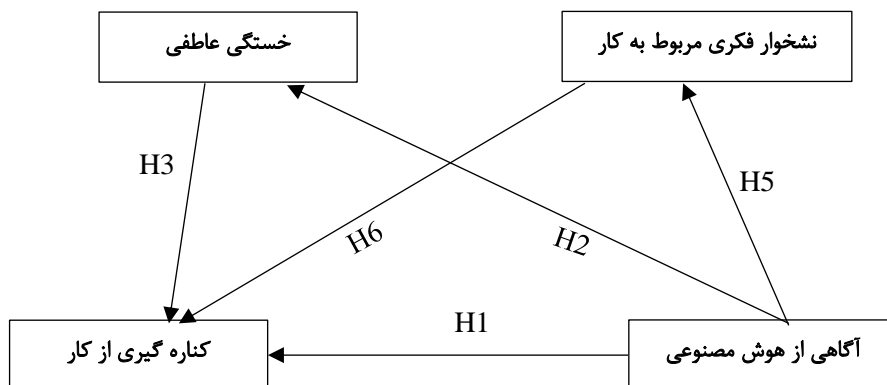 نشخوار فکری مربوط به کار
خستگی عاطفی
H3
H5
H6
H2
H1
آگاهی از هوش مصنوعی
کناره گیری از کار